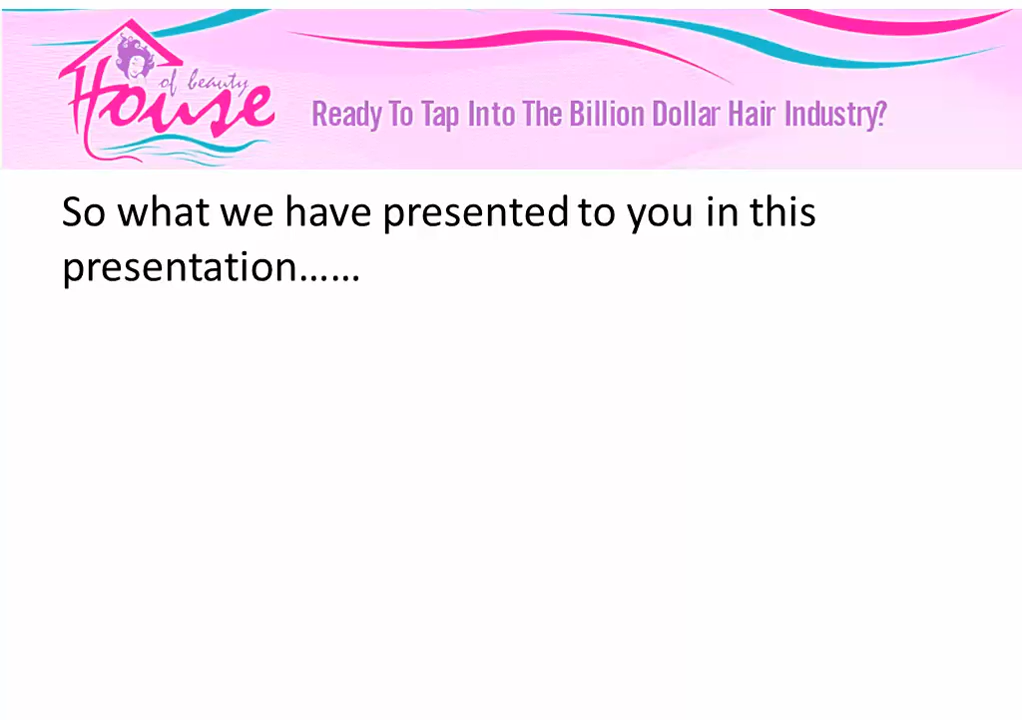 House
of beauty
Ready To Tap Into The Billion Dollar Hair Industry?
So what we have presented to you in this
presentation......